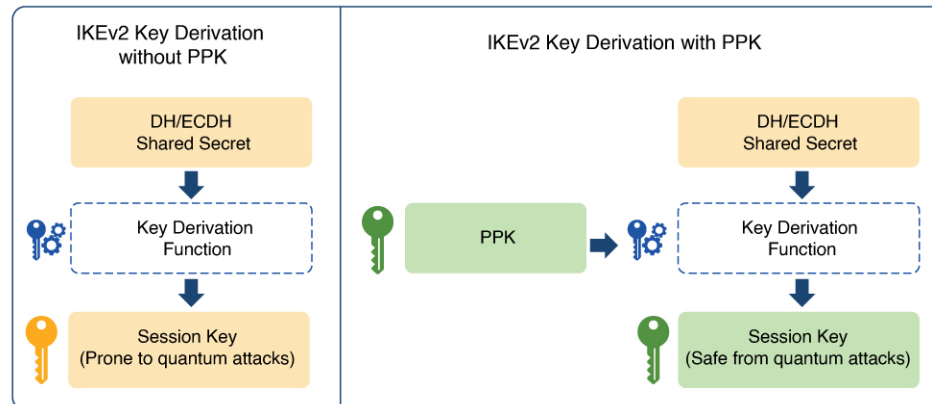 IKEv2 Key Derivation
without PPK
DH/ECDH
Shared Secret
Key Derivation
Function
Session Key
(Prone to quantum attacks)
IKEv2 Key Derivation with PPK
DH/ECDH
Shared Secret
PPK
Key Derivation
Function
Session Key
(Safe from quantum attacks)